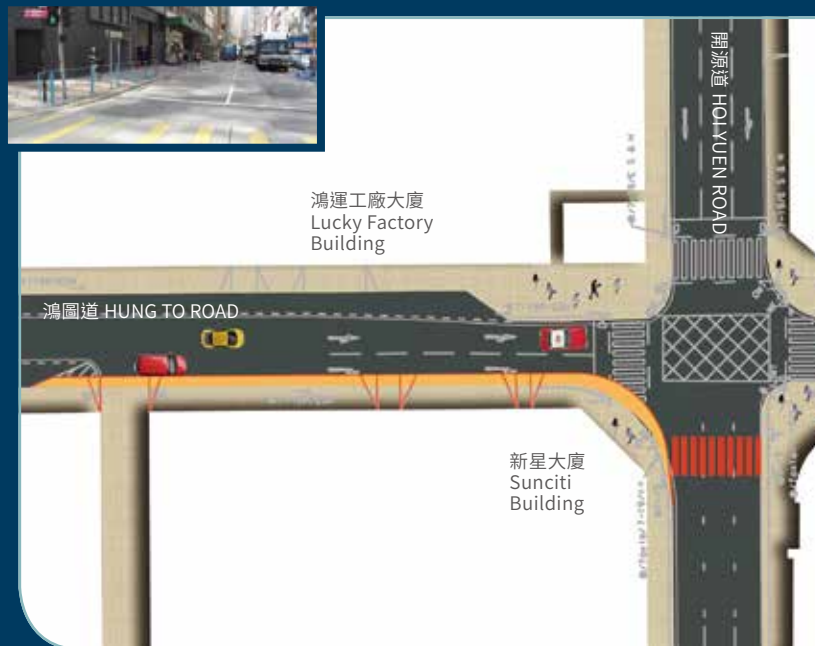 開源道 HOI YUEN ROAD
鴻運工廠大廈
Lucky Factory
Building
鴻圖道 HUNG TO ROAD
新星大廈
Sunciti
Building